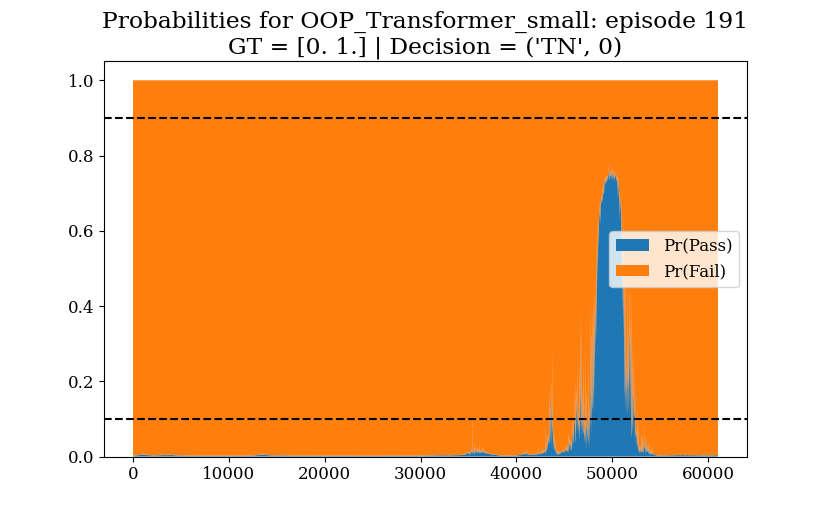 Probabilities for OOP_Transformer_small: episode 191
GT = [0. 1.] | Decision = ('TN', 0)
1.0
0.8
0.6
0.4
0.2
0.0
Pr(Pass)
Pr(Fail)
0 10000 20000 30000 40000 50000 60000